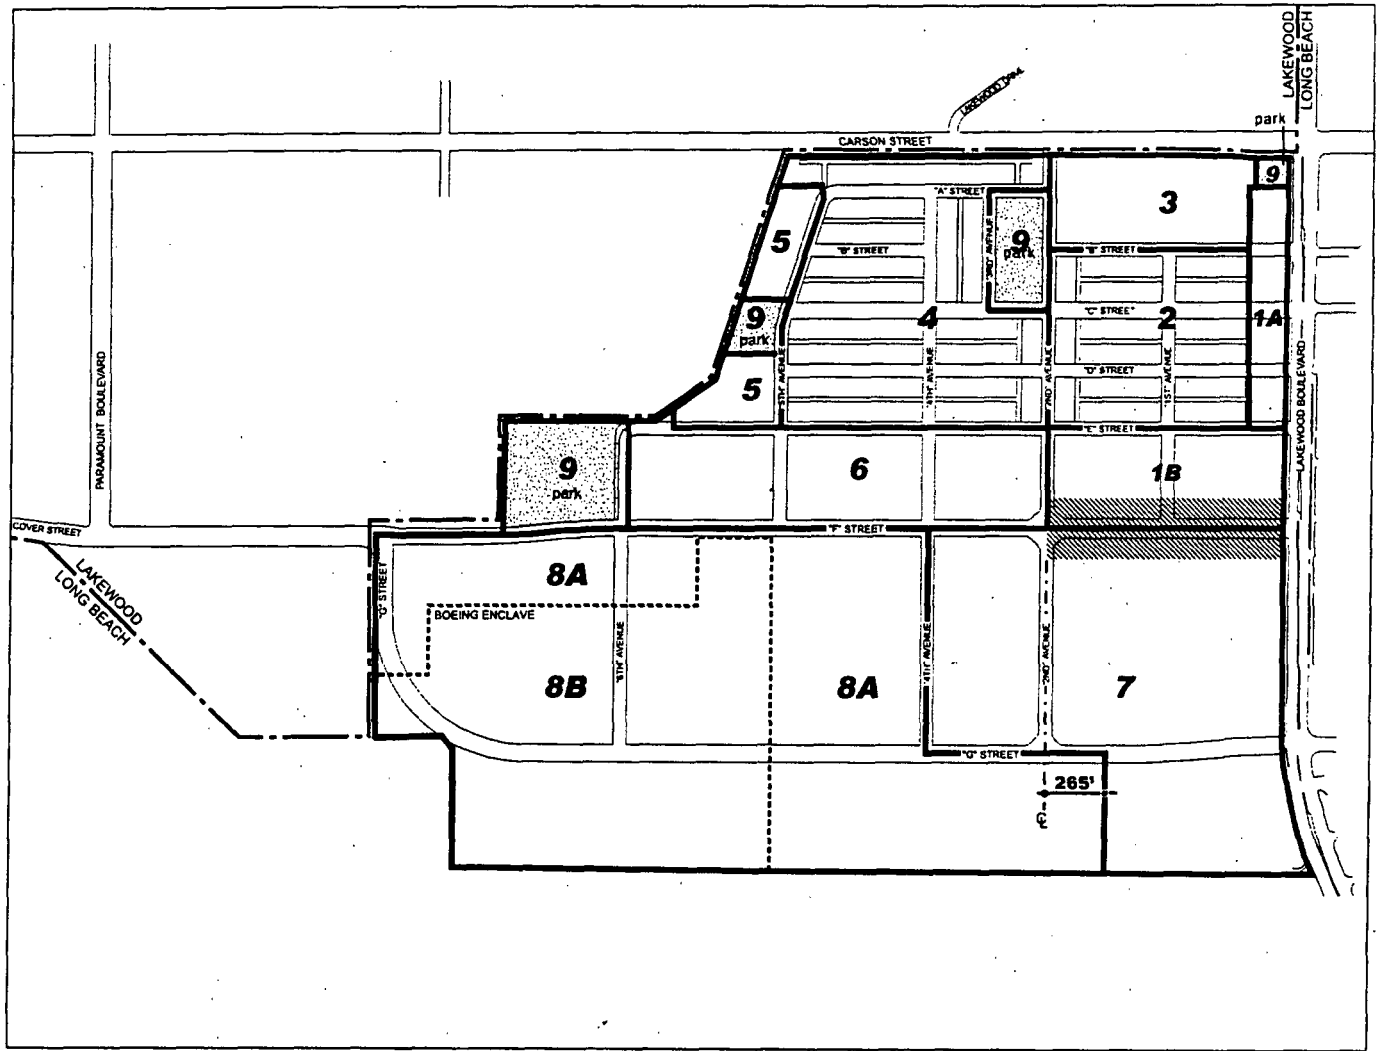 LAKEWOOD
LONG BEACH
LAKEWOOD DRIVE
park
CARSON STREET
9
"A" STREET
3
5
"3RD" AVENUE
9
park
"B" STREET
"B" STREET
9
park
4
"C" STREET
2
1A
PARAMOUNT BOULEVARD
5
"5TH" AVENUE
"4TH" AVENUE
"2ND" AVENUE
"D" STREET
"1ST" AVENUE
LAKEWOOD BOULEVARD
"E" STREET
9
park
6
1B
COVER STREET
"F" STREET
LAKEWOOD
LONG BEACH
"G" STREET
8A
BOEING ENCLAVE
"6TH" AVENUE
8B
8A
"4TH" AVENUE
"2ND" AVENUE
7
"G" STREET
265'
CL